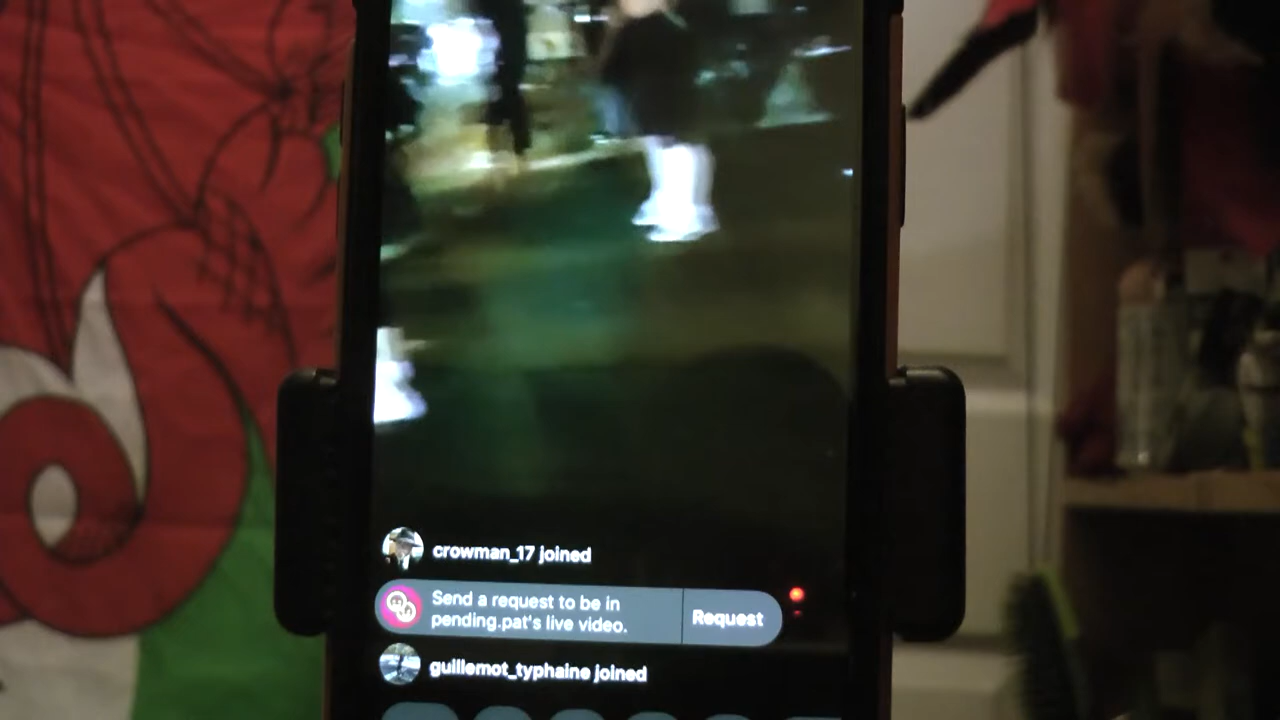 crowman_17 joined
Send a request to be in
pending.pat's live video.
Request
guillemot_typhaine joined